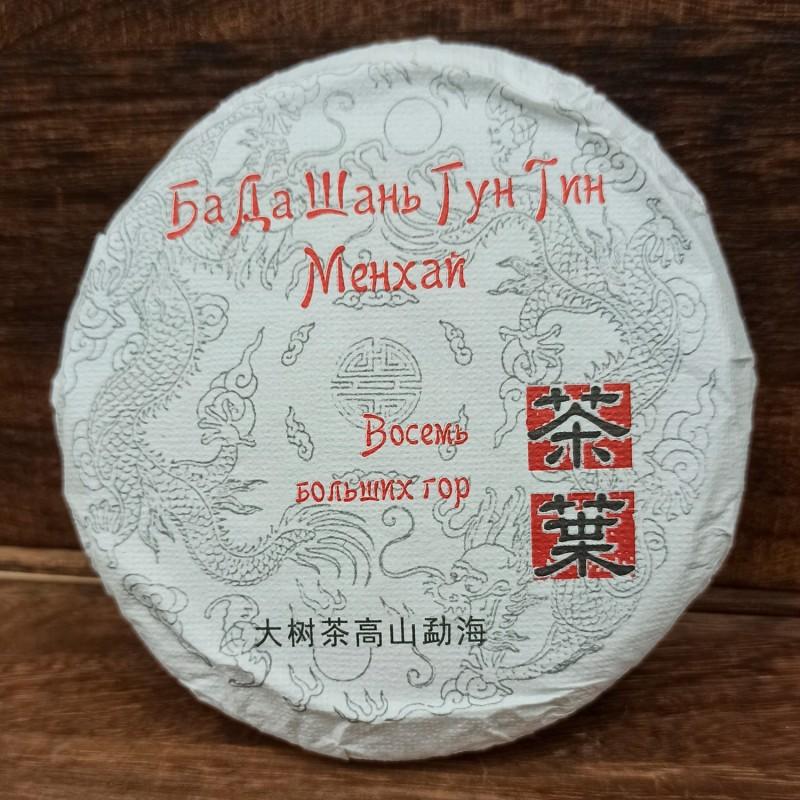 Ба Да Шань Гун Тин
Менхай
Восемь
больших гор
茶
葉
大树茶高山勐海